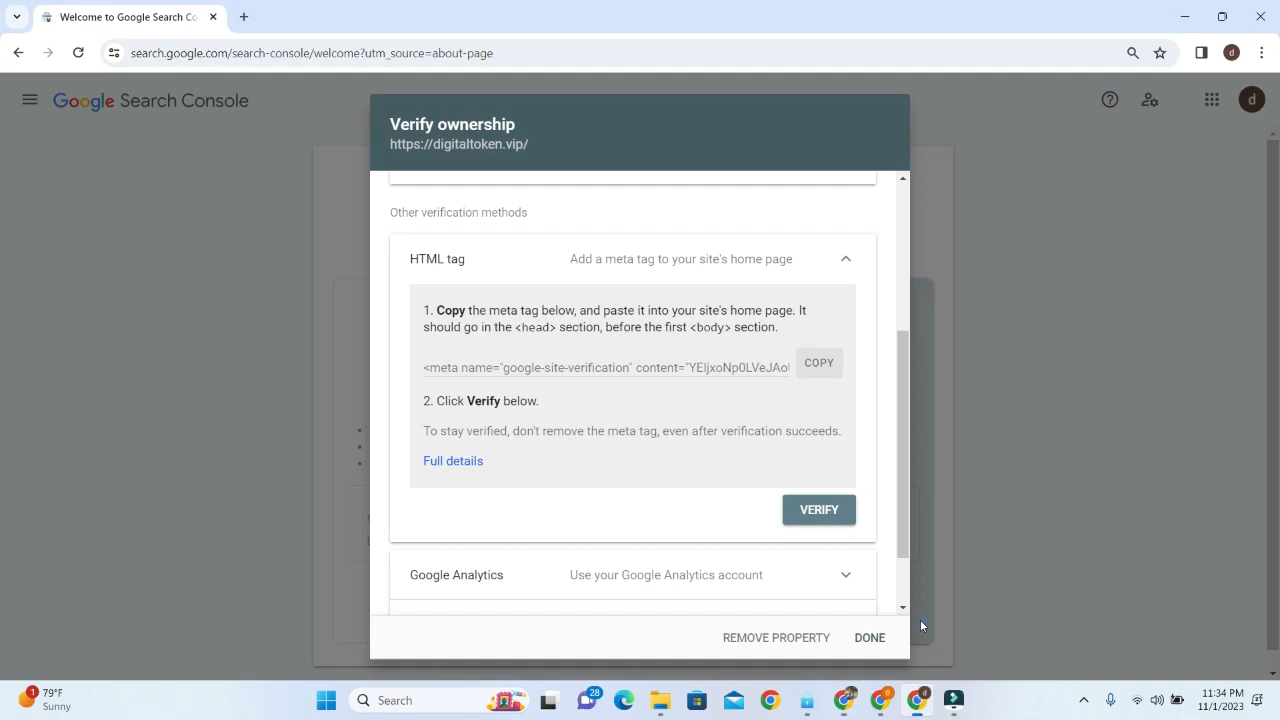 Welcome to Google Search Co
search.google.com/search-console/welcome?utm_source=about-page
d
Google Search Console
d
Verify ownership
https://digitaltoken.vip/
Other verification methods
HTML tag
Add a meta tag to your site's home page
1. Copy the meta tag below, and paste it into your site's home page. It
should go in the <head> section, before the first <body> section.
<meta name="google-site-verification" content="YEIjxoNp0LVeJAo
COPY
2. Click Verify below.
To stay verified, don't remove the meta tag, even after verification succeeds.
Full details
VERIFY
Google Analytics
Use your Google Analytics account
REMOVE PROPERTY
DONE
1
79°F
Sunny
Search
28
8
d
11:34 PM
11/1/2023